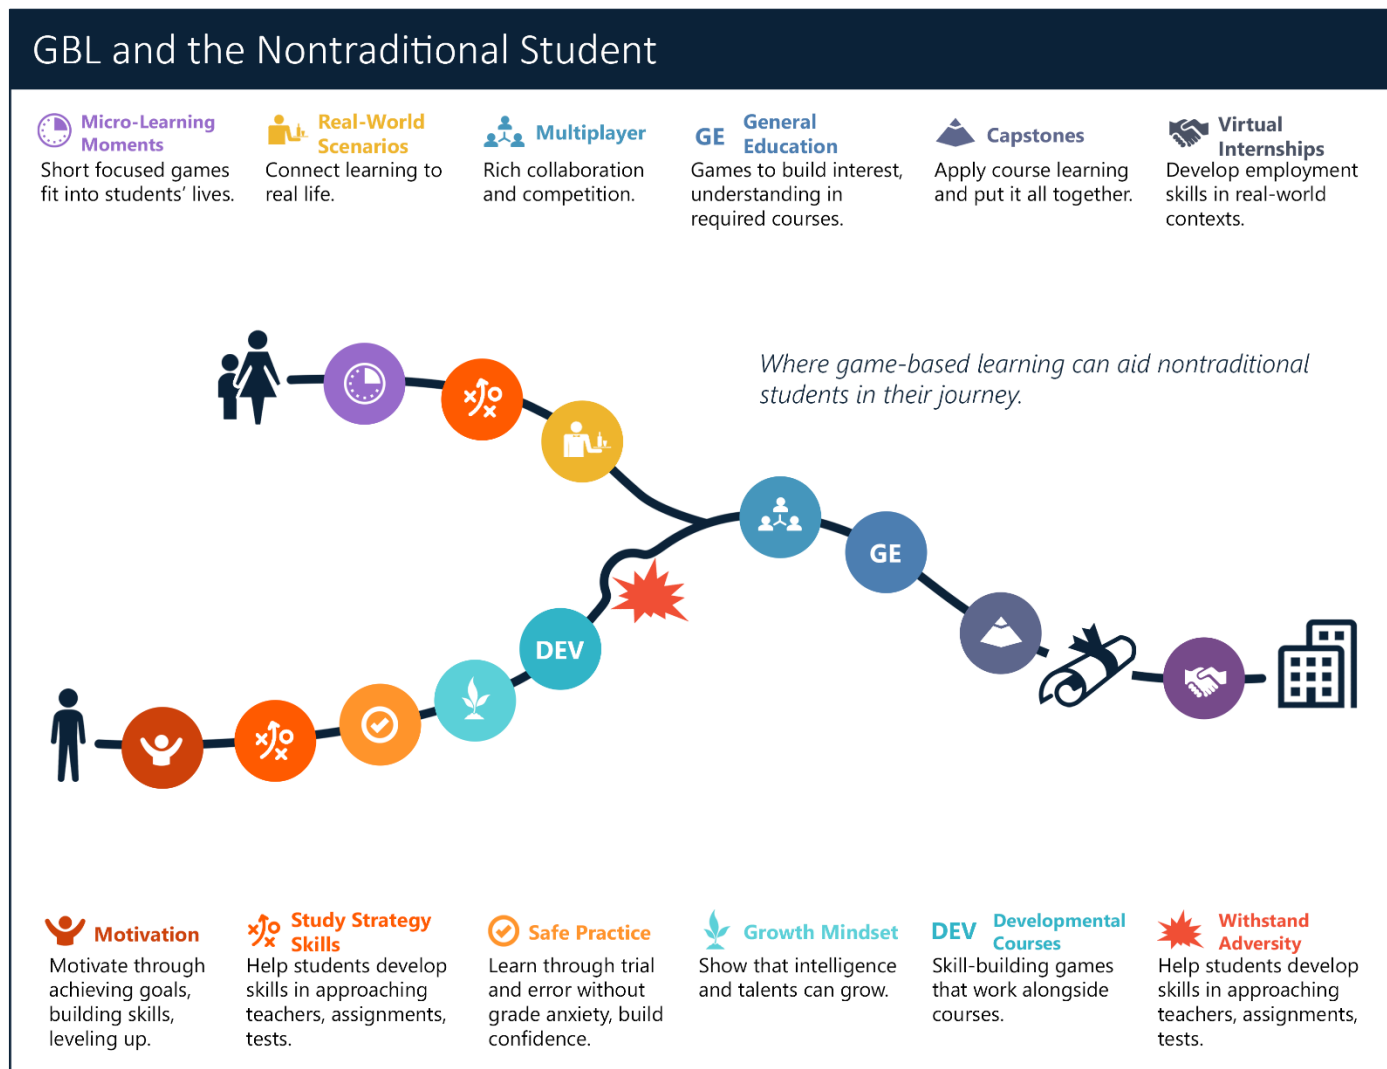 GBL and the Nontraditional Student
Micro-Learning
Moments
Short focused games
fit into students’ lives.
Real-World
Scenarios
Connect learning to
real life.
Multiplayer
Rich collaboration
and competition.
GE
General
Education
Games to build interest,
understanding in
required courses.
Capstones
Apply course learning
and put it all together.
Virtual
Internships
Develop employment
skills in real-world
contexts.
Where game-based learning can aid nontraditional
students in their journey.
GE
DEV
Motivation
Motivate through
achieving goals,
building skills,
leveling up.
Study Strategy
Skills
Help students develop
skills in approaching
teachers, assignments,
tests.
Safe Practice
Learn through trial
and error without
grade anxiety, build
confidence.
Growth Mindset
Show that intelligence
and talents can grow.
DEV
Developmental
Courses
Skill-building games
that work alongside
courses.
Withstand
Adversity
Help students develop
skills in approaching
teachers, assignments,
tests.